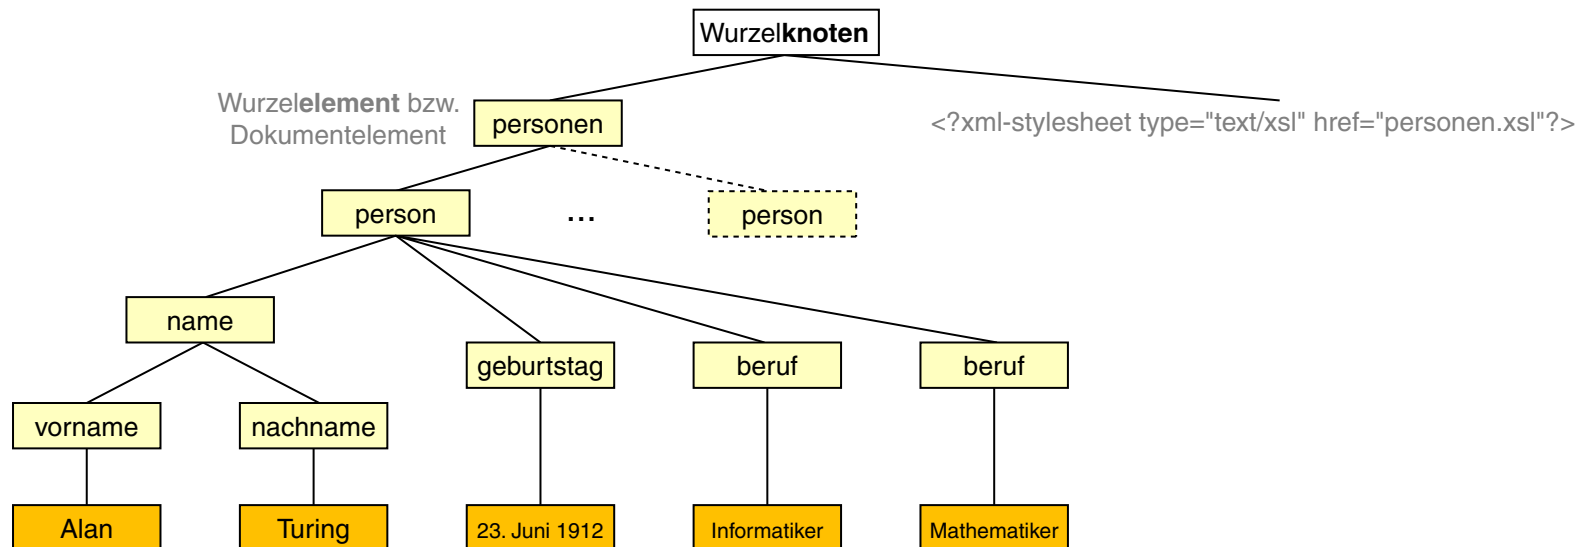 Wurzelknoten
Wurzelelement bzw.
Dokumentelement
personen
<?xml-stylesheet type="text/xsl" href="personen.xsl"?>
person
...
person
name
geburtstag
beruf
beruf
vorname
nachname
Alan
Turing
23. Juni 1912
Informatiker
Mathematiker